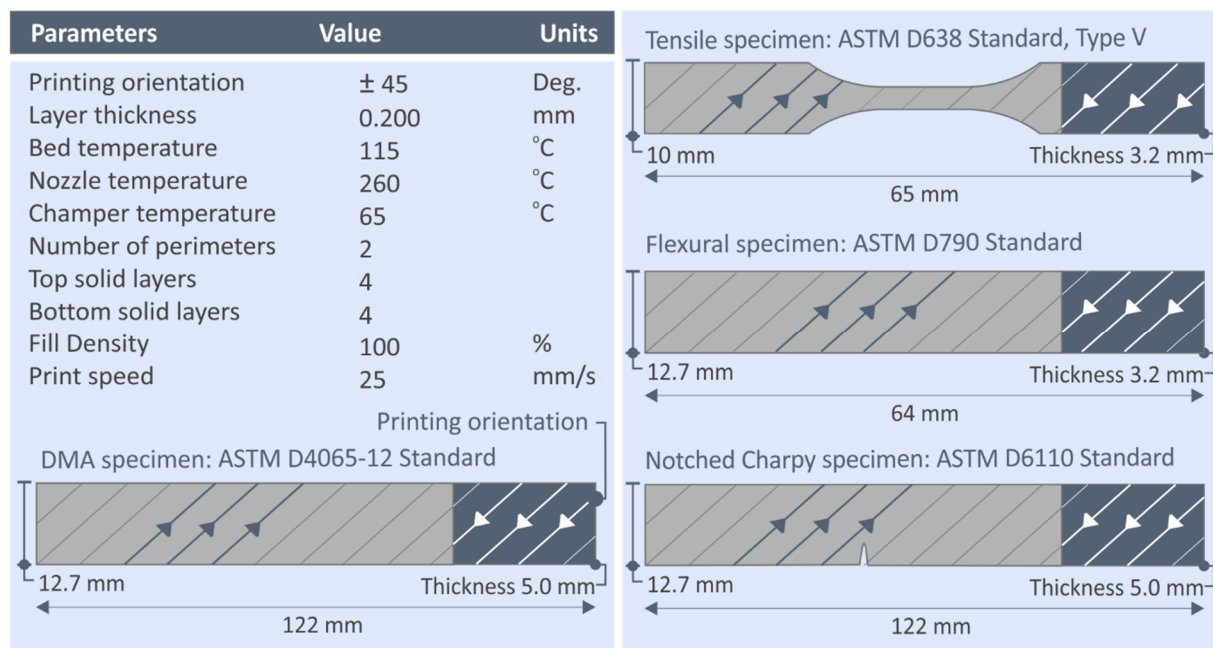 Parameters Value Units
Printing orientation ± 45 Deg.
Layer thickness 0.200 mm
Bed temperature 115 °C
Nozzle temperature 260 °C
Champer temperature 65 °C
Number of perimeters 2
Top solid layers 4
Bottom solid layers 4
Fill Density 100 %
Print speed 25 mm/s
Printing orientation
DMA specimen: ASTM D4065-12 Standard
12.7 mm Thickness 5.0 mm
122 mm
Tensile specimen: ASTM D638 Standard, Type V
10 mm Thickness 3.2 mm
65 mm
Flexural specimen: ASTM D790 Standard
12.7 mm Thickness 3.2 mm
64 mm
Notched Charpy specimen: ASTM D6110 Standard
12.7 mm Thickness 5.0 mm
122 mm